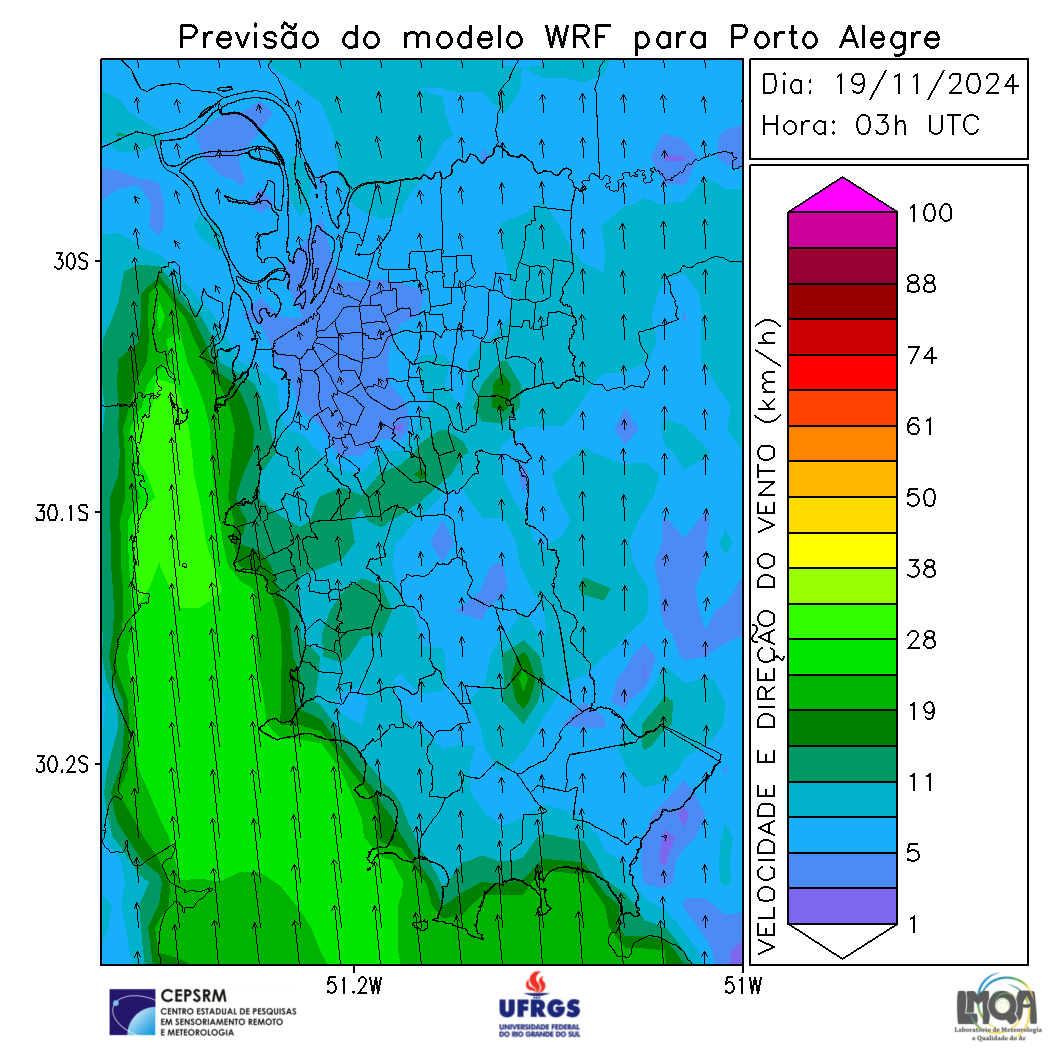 Previsão do modelo WRF para Porto Alegre
Dia: 19/11/2024
Hora: 03h UTC
30S
30.1S
30.2S
51.2W
51W
VELOCIDADE E DIREÇÃO DO VENTO (km/h)
100
88
74
61
50
38
28
19
11
5
1
CEPSRM
CENTRO ESTADUAL DE PESQUISAS
EM SENSORIAMENTO REMOTO
E METEOROLOGIA
UFRGS
UNIVERSIDADE FEDERAL
DO RIO GRANDE DO SUL
LMQA
Laboratório de Meteorologia
e Qualidade do Ar